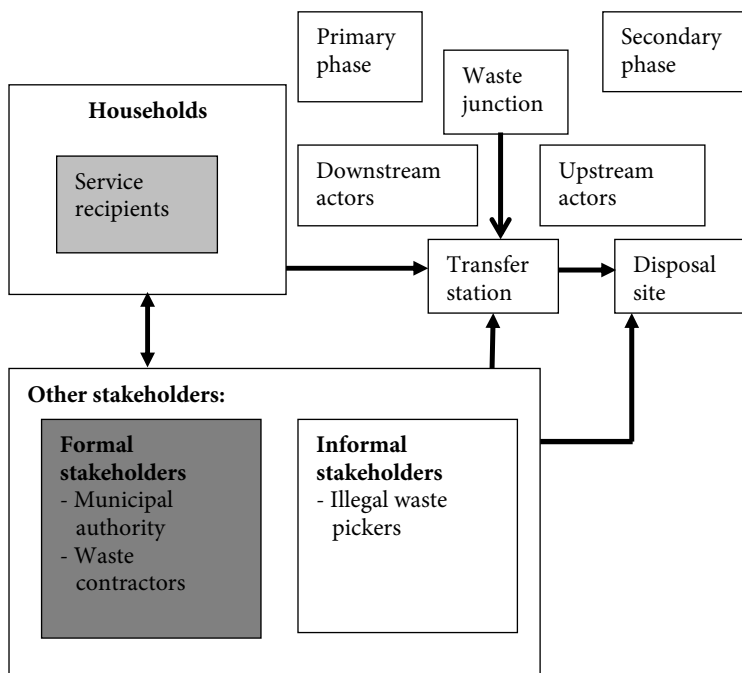 Primary
phase
Secondary
phase
Waste
junction
Households
Service
recipients
Downstream
actors
Upstream
actors
Transfer
station
Disposal
site
Other stakeholders:
Formal
stakeholders
- Municipal
authority
- Waste
contractors
Informal
stakeholders
- Illegal waste
pickers